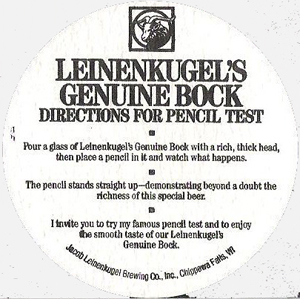 LEINENKUGEL'S
GENUINE BOCK
DIRECTIONS FOR PENCIL TEST
Pour a glass of Leinenkugel's Genuine Bock with a rich, thick head,
then place a pencil in it and watch what happens.
The pencil stands straight up—demonstrating beyond a doubt the
richness of this special beer.
I invite you to try my famous pencil test and to enjoy
the smooth taste of our Leinenkugel's
Genuine Bock.
Jacob Leinenkugel Brewing Co., Inc., Chippewa Falls, WI